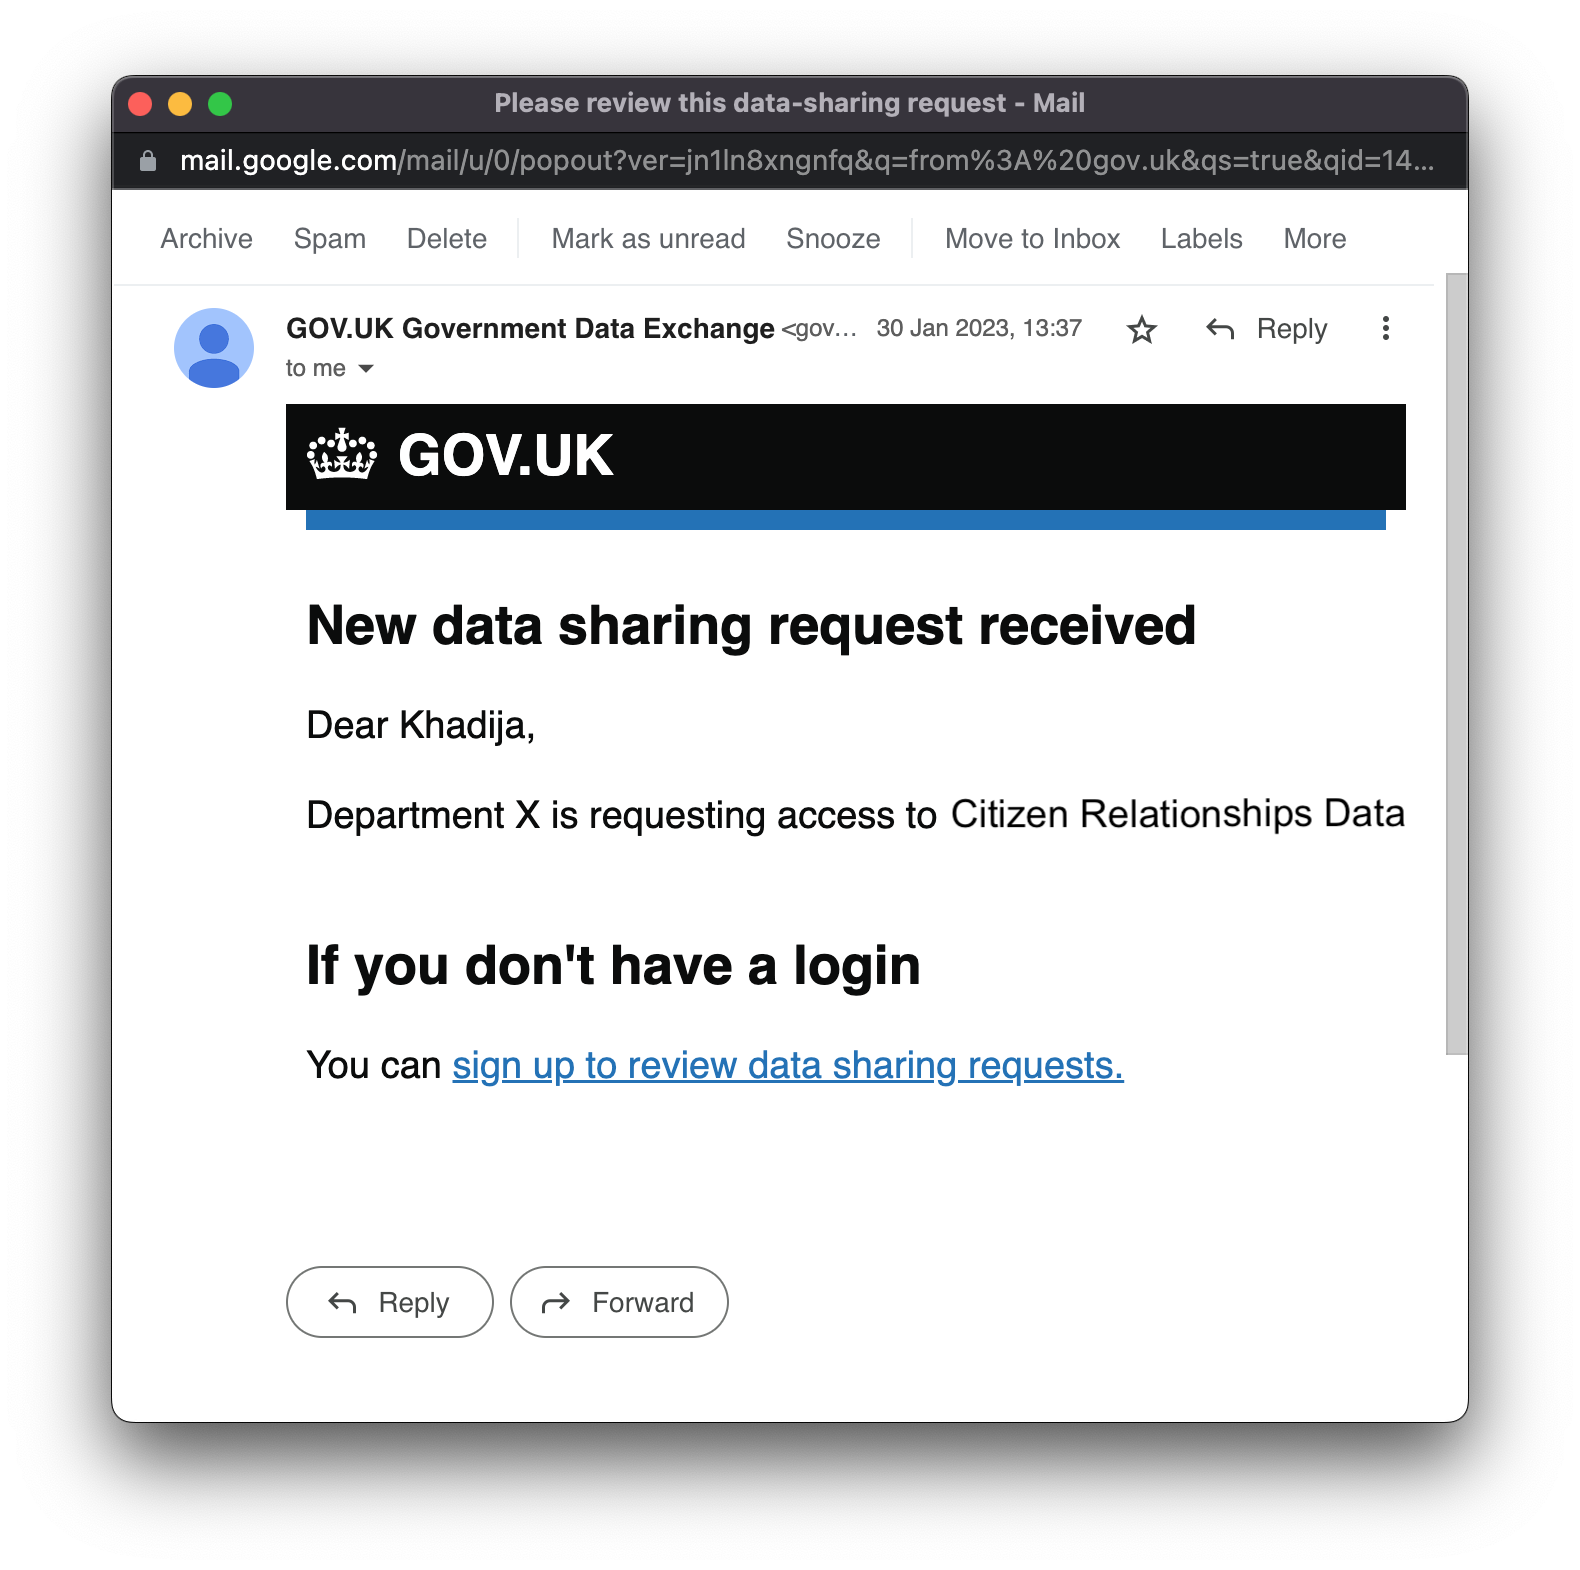 Please review this data-sharing request - Mail
mail.google.com/mail/u/0/popout?ver=jn1ln8xngnfq&q=from%3A%20gov.uk&qs=true&qid=14...
Archive Spam Delete Mark as unread Snooze Move to Inbox Labels More
GOV.UK Government Data Exchange <gov... 30 Jan 2023, 13:37 Reply
to me
GOV.UK
New data sharing request received
Dear Khadija,
Department X is requesting access to Citizen Relationships Data
If you don't have a login
You can sign up to review data sharing requests.
Reply Forward